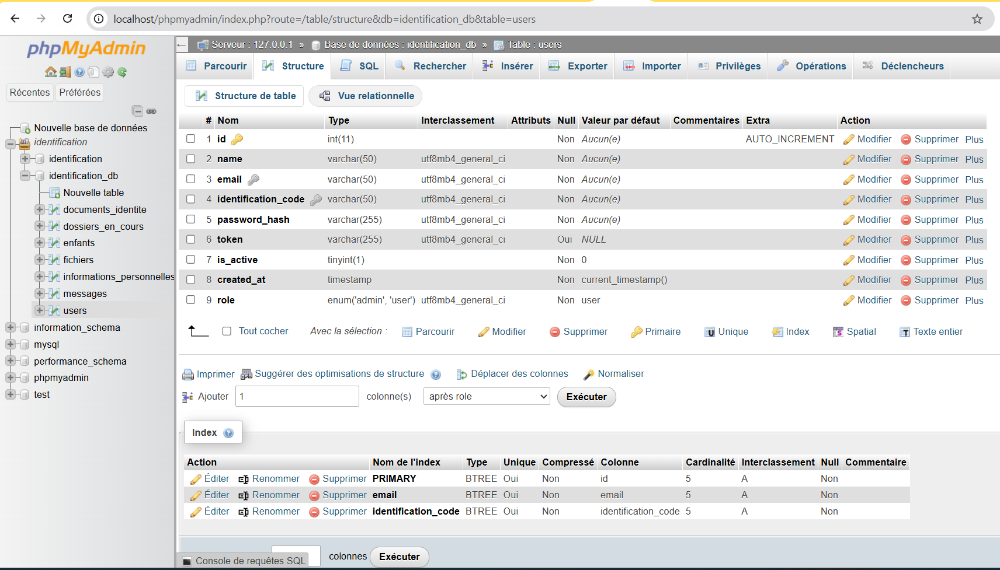 localhost/phpmyadmin/index.php?route=/table/structure&db=identification_db&table=users
phpMyAdmin
Récentes Préférées
Nouvelle base de données
identification
identification
identification_db
Nouvelle table
documents_identite
dossiers_en_cours
enfants
fichiers
informations_personnelles
messages
users
information_schema
mysql
performance_schema
phpmyadmin
test
← Serveur : 127.0.0.1 » Base de données : identification_db » Table : users
Parcourir Structure SQL Rechercher Insérer Exporter Importer Privilèges Opérations Déclencheurs
Structure de table Vue relationnelle
# Nom Type Interclassement Attributs Null Valeur par défaut Commentaires Extra Action
1 id int(11) Non Aucun(e) AUTO_INCREMENT Modifier Supprimer Plus
2 name varchar(50) utf8mb4_general_ci Non Aucun(e) Modifier Supprimer Plus
3 email varchar(50) utf8mb4_general_ci Non Aucun(e) Modifier Supprimer Plus
4 identification_code varchar(50) utf8mb4_general_ci Non Aucun(e) Modifier Supprimer Plus
5 password_hash varchar(255) utf8mb4_general_ci Non Aucun(e) Modifier Supprimer Plus
6 token varchar(255) utf8mb4_general_ci Oui NULL Modifier Supprimer Plus
7 is_active tinyint(1) Non 0 Modifier Supprimer Plus
8 created_at timestamp Non current_timestamp() Modifier Supprimer Plus
9 role enum('admin', 'user') utf8mb4_general_ci Non user Modifier Supprimer Plus
Tout cocher Avec la sélection : Parcourir Modifier Supprimer Primaire Unique Index Spatial Texte entier
Imprimer Suggérer des optimisations de structure Déplacer des colonnes Normaliser
Ajouter 1 colonne(s) après role Exécuter
Index
Action Nom de l'index Type Unique Compressé Colonne Cardinalité Interclassement Null Commentaire
Éditer Renommer Supprimer PRIMARY BTREE Oui Non id 5 A Non
Éditer Renommer Supprimer email BTREE Oui Non email 5 A Non
Éditer Renommer Supprimer identification_code BTREE Oui Non identification_code 5 A Non
colonnes Exécuter
Console de requêtes SQL